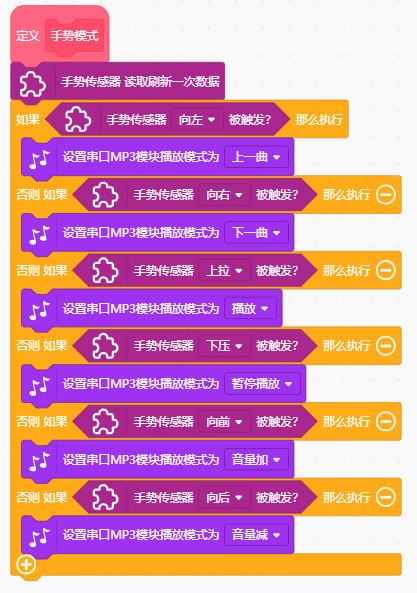 定义 手势模式
手势传感器 读取刷新一次数据
如果 手势传感器 向左 被触发? 那么执行
设置串口MP3模块播放模式为 上一曲
否则 如果 手势传感器 向右 被触发? 那么执行
设置串口MP3模块播放模式为 下一曲
否则 如果 手势传感器 上拉 被触发? 那么执行
设置串口MP3模块播放模式为 播放
否则 如果 手势传感器 下压 被触发? 那么执行
设置串口MP3模块播放模式为 暂停播放
否则 如果 手势传感器 向前 被触发? 那么执行
设置串口MP3模块播放模式为 音量加
否则 如果 手势传感器 向后 被触发? 那么执行
设置串口MP3模块播放模式为 音量减